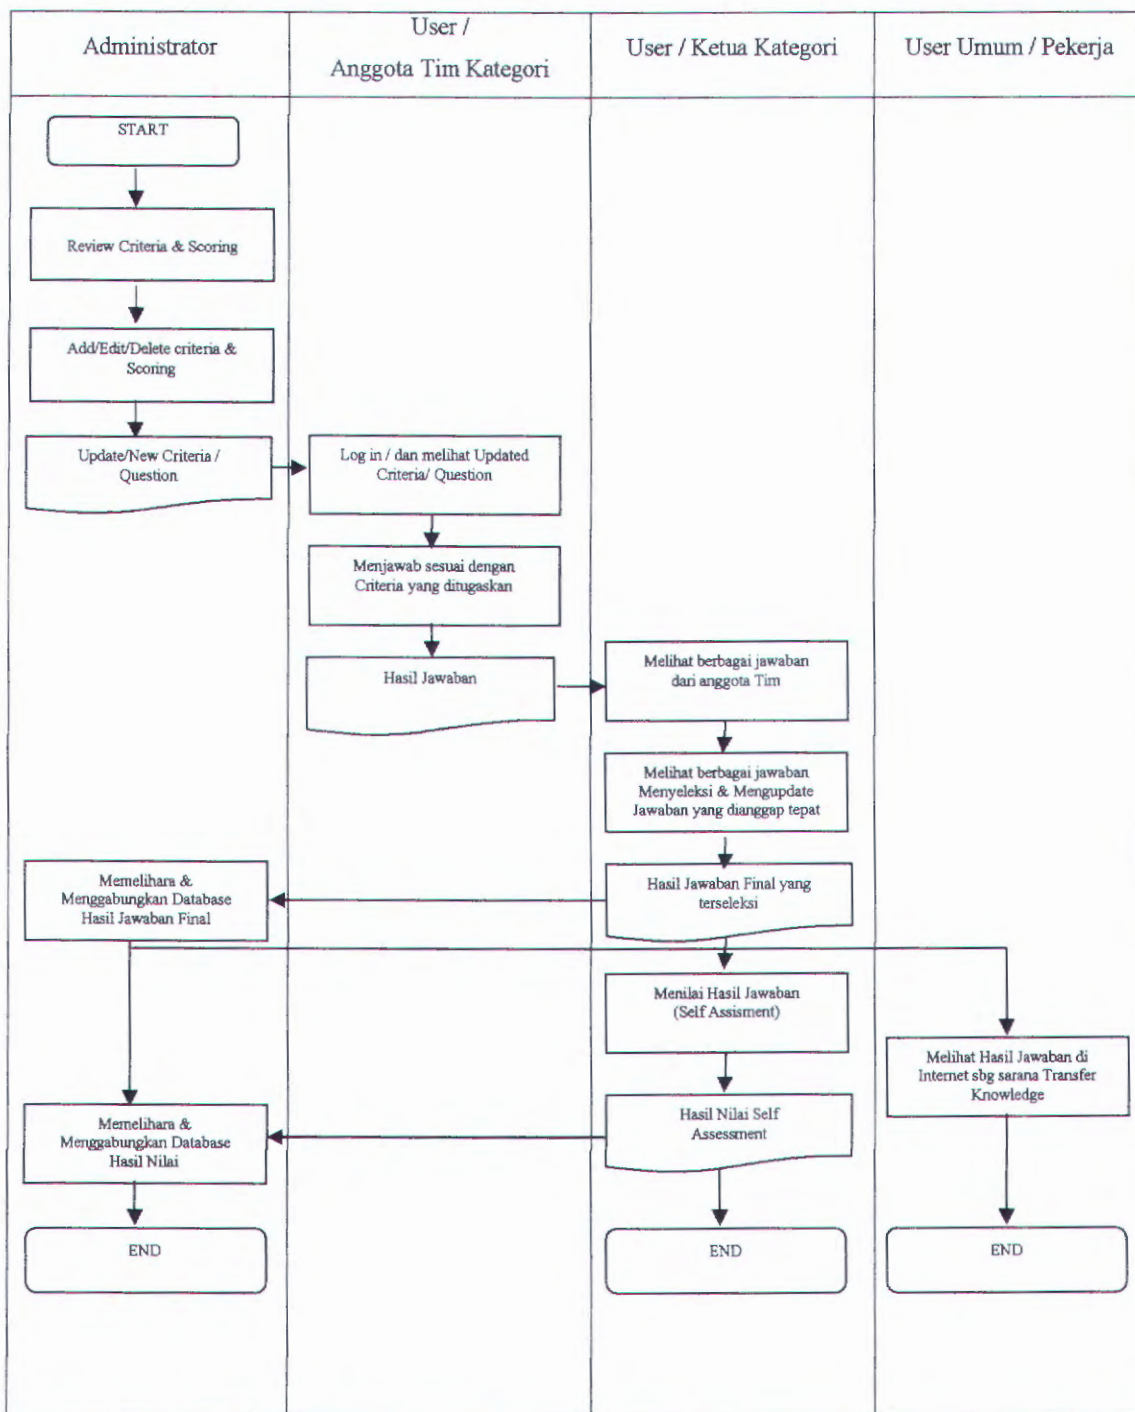 Administrator
User /
Anggota Tim Kategori
User / Ketua Kategori
User Umum / Pekerja
START
Review Criteria & Scoring
Add/Edit/Delete criteria &
Scoring
Update/New Criteria /
Question
Log in / dan melihat Updated
Criteria/ Question
Menjawab sesuai dengan
Criteria yang ditugaskan
Hasil Jawaban
Melihat berbagai jawaban
dari anggota Tim
Melihat berbagai jawaban
Menyeleksi & Mengupdate
Jawaban yang dianggap tepat
Hasil Jawaban Final yang
terseleksi
Memelihara &
Menggabungkan Database
Hasil Jawaban Final
Menilai Hasil Jawaban
(Self Assisment)
Melihat Hasil Jawaban di
Internet sbg sarana Transfer
Knowledge
Hasil Nilai Self
Assessment
Memelihara &
Menggabungkan Database
Hasil Nilai
END
END
END